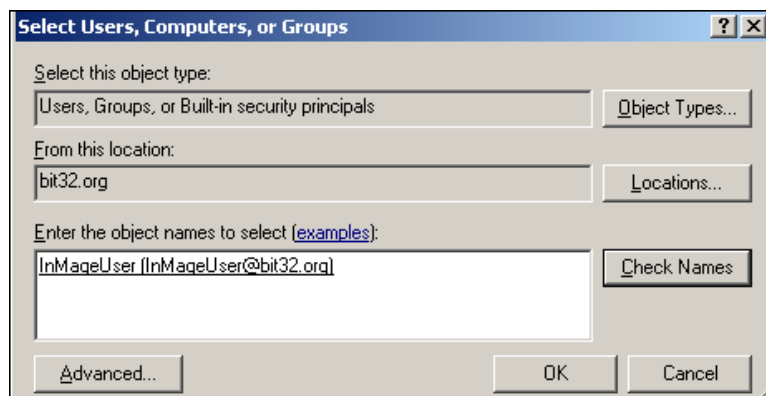 Select Users, Computers, or Groups
Select this object type:
Users, Groups, or Built-in security principals
Object Types...
From this location:
bit32.org
Locations...
Enter the object names to select (examples):
InMageUser (InMageUser@bit32.org)
Check Names
Advanced...
OK
Cancel